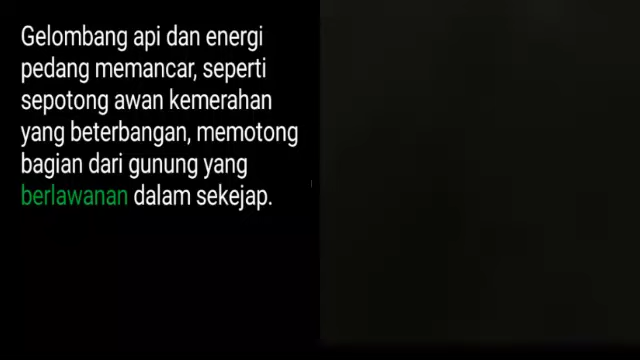 Gelombang api dan energi
pedang memancar, seperti
sepotong awan kemerahan
yang beterbangan, memotong
bagian dari gunung yang
berlawanan dalam sekejap.